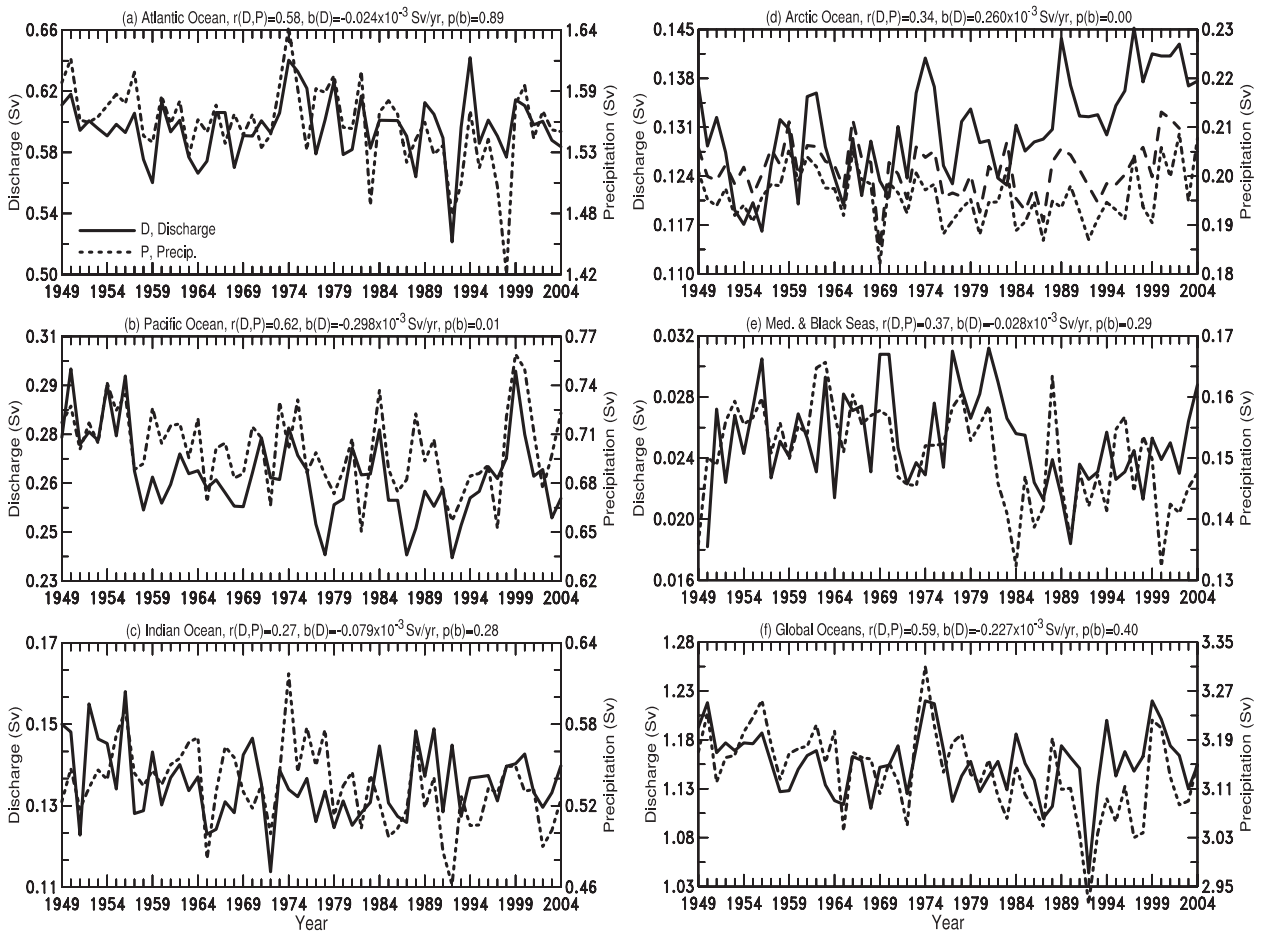 (a) Atlantic Ocean, r(D,P)=0.58, b(D)=-0.024x10⁻³ Sv/yr, p(b)=0.89
0.66
0.62
0.58
0.54
0.50
Discharge (Sv)
1.64
1.59
1.53
1.48
1.42
Precipitation (Sv)
D, Discharge
P, Precip.
1949 1954 1959 1964 1969 1974 1979 1984 1989 1994 1999 2004
(b) Pacific Ocean, r(D,P)=0.62, b(D)=-0.298x10⁻³ Sv/yr, p(b)=0.01
0.31
0.29
0.28
0.26
0.25
0.23
Discharge (Sv)
0.77
0.74
0.71
0.68
0.65
0.62
Precipitation (Sv)
1949 1954 1959 1964 1969 1974 1979 1984 1989 1994 1999 2004
(c) Indian Ocean, r(D,P)=0.27, b(D)=-0.079x10⁻³ Sv/yr, p(b)=0.28
0.17
0.15
0.13
0.11
Discharge (Sv)
0.64
0.58
0.52
0.46
Precipitation (Sv)
1949 1954 1959 1964 1969 1974 1979 1984 1989 1994 1999 2004
Year
(d) Arctic Ocean, r(D,P)=0.34, b(D)=0.260x10⁻³ Sv/yr, p(b)=0.00
0.145
0.138
0.131
0.124
0.117
0.110
Discharge (Sv)
0.23
0.22
0.21
0.20
0.19
0.18
Precipitation (Sv)
1949 1954 1959 1964 1969 1974 1979 1984 1989 1994 1999 2004
(e) Med. & Black Seas, r(D,P)=0.37, b(D)=-0.028x10⁻³ Sv/yr, p(b)=0.29
0.032
0.028
0.024
0.020
0.016
Discharge (Sv)
0.17
0.16
0.15
0.14
0.13
Precipitation (Sv)
1949 1954 1959 1964 1969 1974 1979 1984 1989 1994 1999 2004
(f) Global Oceans, r(D,P)=0.59, b(D)=-0.227x10⁻³ Sv/yr, p(b)=0.40
1.28
1.23
1.18
1.13
1.08
1.03
Discharge (Sv)
3.35
3.27
3.19
3.11
3.03
2.95
Precipitation (Sv)
1949 1954 1959 1964 1969 1974 1979 1984 1989 1994 1999 2004
Year